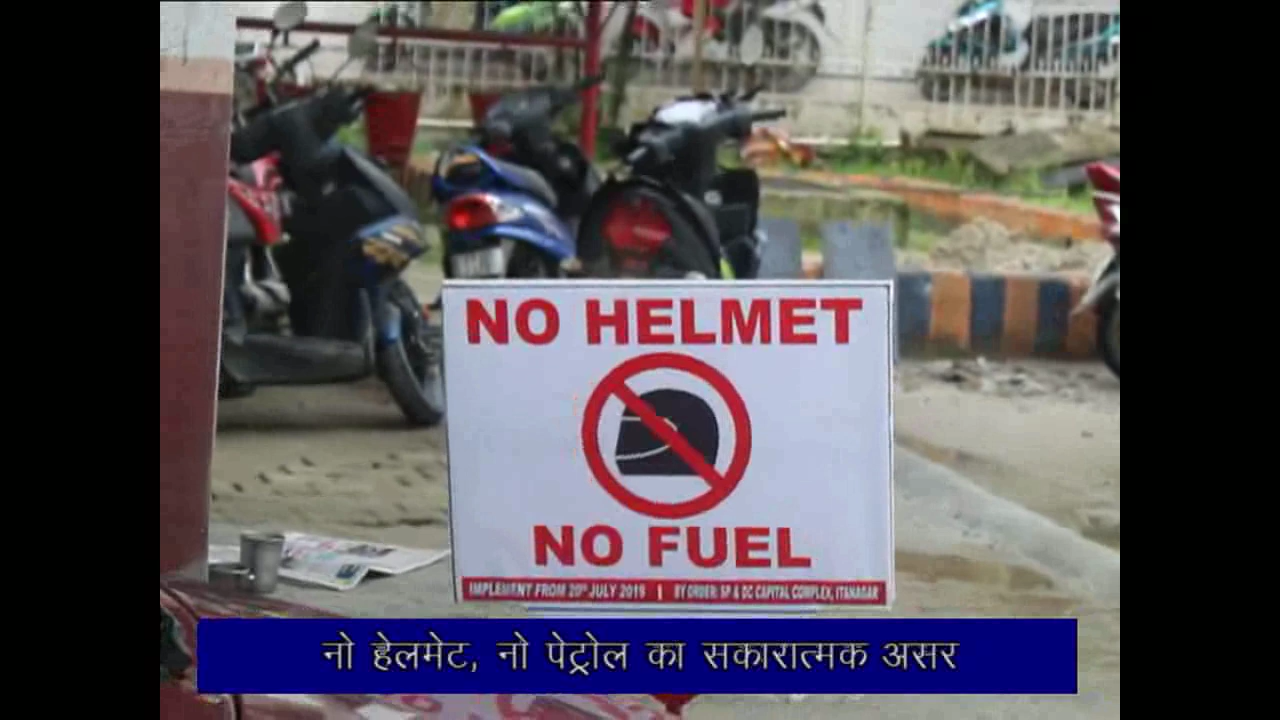 NO HELMET
NO FUEL
IMPLEMENT FROM 20th JULY 2019 | BY ORDER: SP & DC CAPITAL COMPLEX, ITANAGAR
नो हेलमेट, नो पेट्रोल का सकारात्मक असर